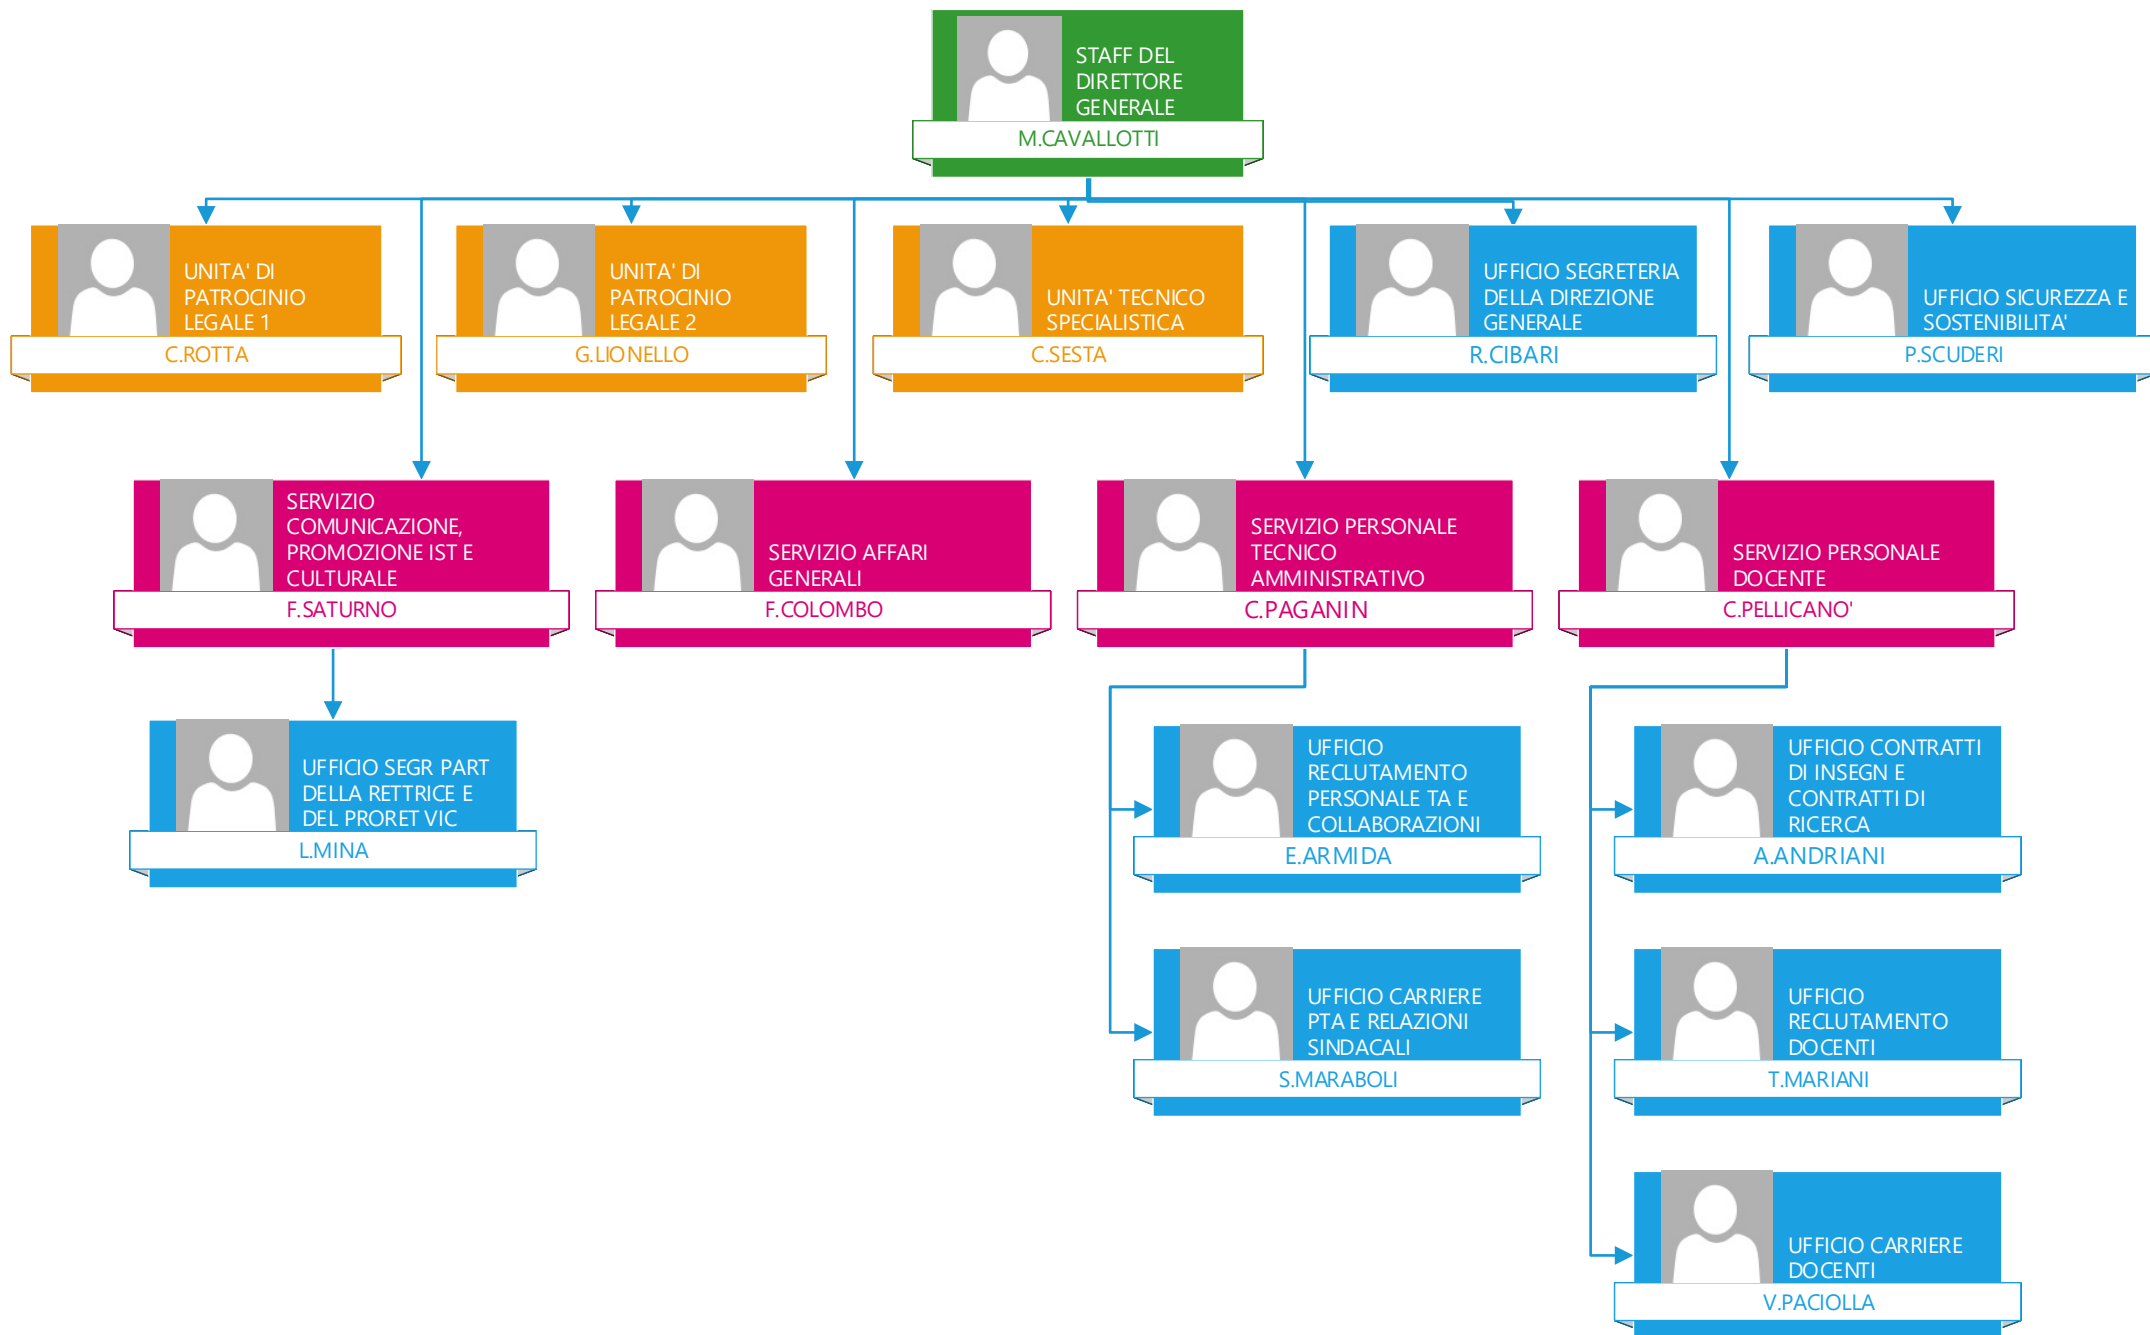 STAFF DEL
DIRETTORE
GENERALE
M.CAVALLOTTI
UNITA' DI
PATROCINIO
LEGALE 1
C.ROTTA
UNITA' DI
PATROCINIO
LEGALE 2
G.LIONELLO
UNITA' TECNICO
SPECIALISTICA
C.SESTA
UFFICIO SEGRETERIA
DELLA DIREZIONE
GENERALE
R.CIBARI
UFFICIO SICUREZZA E
SOSTENIBILITA'
P.SCUDERI
SERVIZIO
COMUNICAZIONE,
PROMOZIONE IST E
CULTURALE
F.SATURNO
SERVIZIO AFFARI
GENERALI
F.COLOMBO
SERVIZIO PERSONALE
TECNICO
AMMINISTRATIVO
C.PAGANIN
SERVIZIO PERSONALE
DOCENTE
C.PELLICANO'
UFFICIO SEGR PART
DELLA RETTRICE E
DEL PRORET VIC
L.MINA
UFFICIO
RECLUTAMENTO
PERSONALE TA E
COLLABORAZIONI
E.ARMIDA
UFFICIO CONTRATTI
DI INSEGN E
CONTRATTI DI
RICERCA
A.ANDRIANI
UFFICIO CARRIERE
PTA E RELAZIONI
SINDACALI
S.MARABOLI
UFFICIO
RECLUTAMENTO
DOCENTI
T.MARIANI
UFFICIO CARRIERE
DOCENTI
V.PACIOLLA